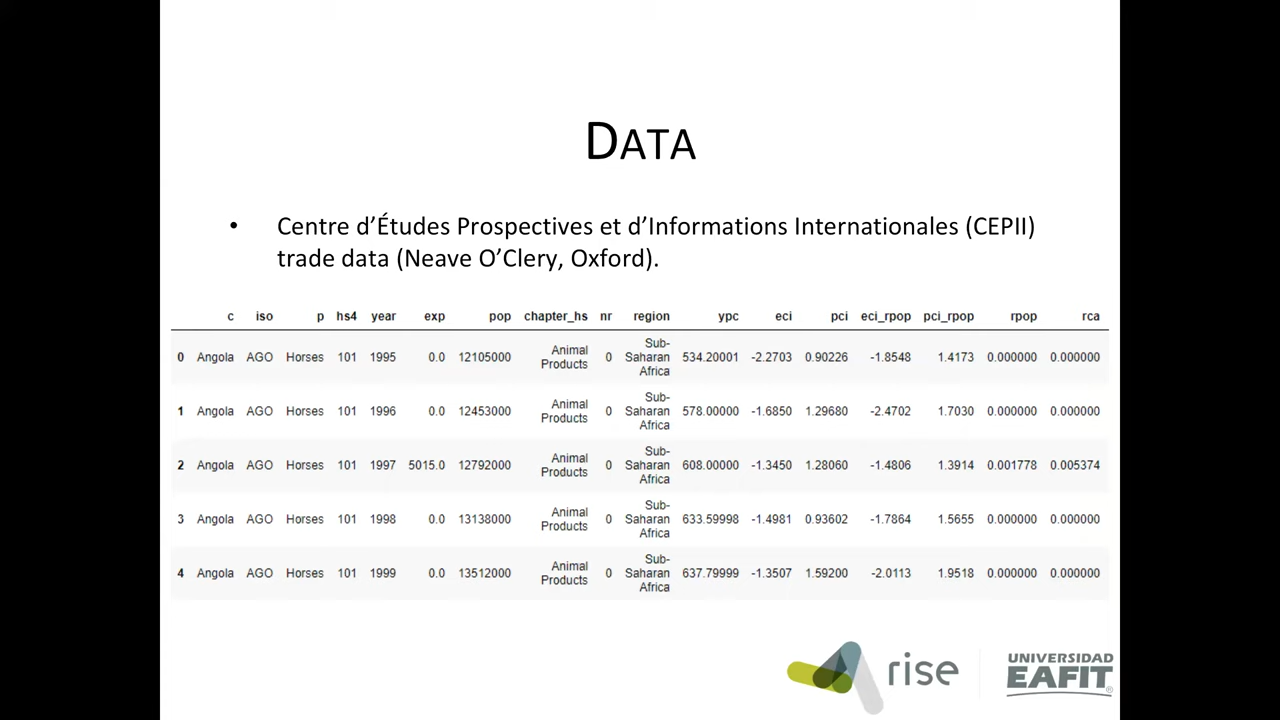 DATA
• Centre d’Études Prospectives et d’Informations Internationales (CEPII)
trade data (Neave O’Clery, Oxford).
c iso p hs4 year exp pop chapter_hs nr region ypc eci pci eci_rpop pci_rpop rpop rca
0 Angola AGO Horses 101 1995 0.0 12105000 Animal Products 0 Sub-Saharan Africa 534.20001 -2.2703 0.90226 -1.8548 1.4173 0.000000 0.000000
1 Angola AGO Horses 101 1996 0.0 12453000 Animal Products 0 Sub-Saharan Africa 578.00000 -1.6850 1.29680 -2.4702 1.7030 0.000000 0.000000
2 Angola AGO Horses 101 1997 5015.0 12792000 Animal Products 0 Sub-Saharan Africa 608.00000 -1.3450 1.28060 -1.4806 1.3914 0.001778 0.005374
3 Angola AGO Horses 101 1998 0.0 13138000 Animal Products 0 Sub-Saharan Africa 633.59998 -1.4981 0.93602 -1.7864 1.5655 0.000000 0.000000
4 Angola AGO Horses 101 1999 0.0 13512000 Animal Products 0 Sub-Saharan Africa 637.79999 -1.3507 1.59200 -2.0113 1.9518 0.000000 0.000000
rise
UNIVERSIDAD
EAFIT®